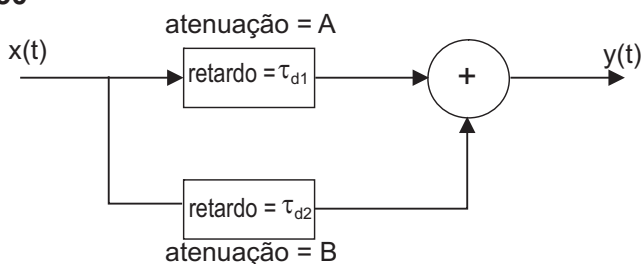 atenuação = A
x(t)
retardo = τd1
+
y(t)
retardo = τd2
atenuação = B